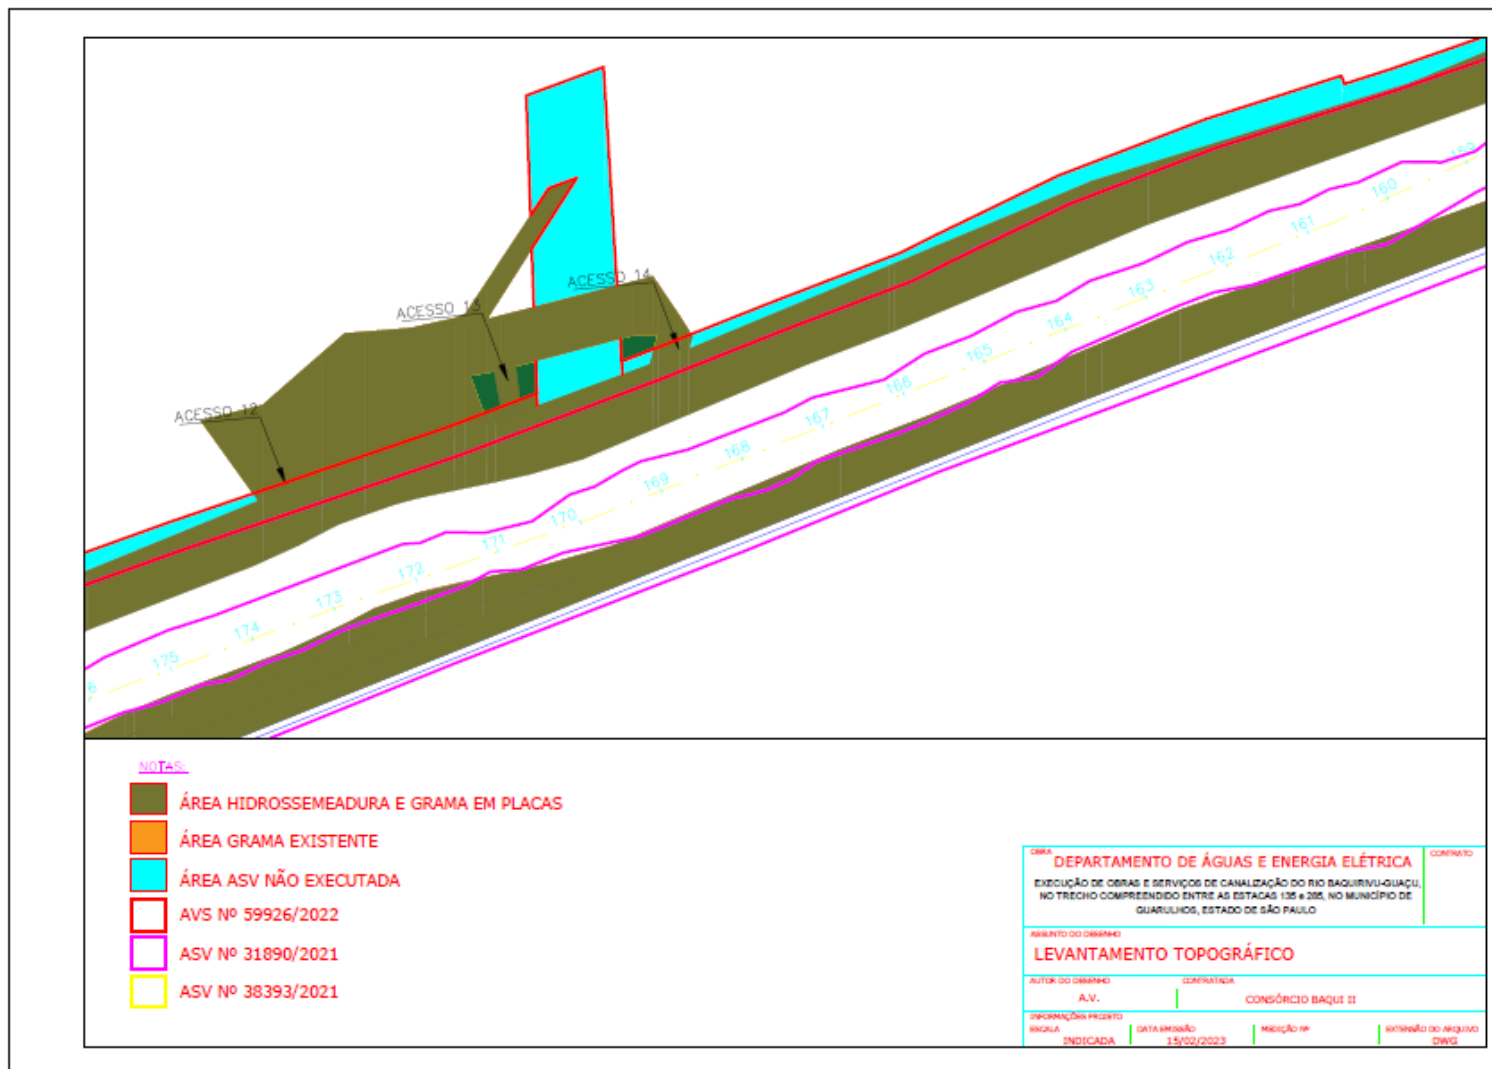 159
160
161
162
163
164
165
166
167
168
169
170
171
172
173
174
175
6
ACESSO 14
ACESSO 13
ACESSO 12
NOTAS:
ÁREA HIDROSSEMEADURA E GRAMA EM PLACAS
ÁREA GRAMA EXISTENTE
ÁREA ASV NÃO EXECUTADA
AVS Nº 59926/2022
ASV Nº 31890/2021
ASV Nº 38393/2021
OBRA
DEPARTAMENTO DE ÁGUAS E ENERGIA ELÉTRICA
CONTRATO
EXECUÇÃO DE OBRAS E SERVIÇOS DE CANALIZAÇÃO DO RIO BAQUIRIVU-GUAÇU,
NO TRECHO COMPREENDIDO ENTRE AS ESTACAS 135 e 285, NO MUNICÍPIO DE
GUARULHOS, ESTADO DE SÃO PAULO
ASSUNTO DO DESENHO
LEVANTAMENTO TOPOGRÁFICO
AUTOR DO DESENHO
CONTRATADA
A.V.
CONSÓRCIO BAQUI II
INFORMAÇÕES PROJETO
ESCALA
DATA EMISSÃO
MEDIÇÃO Nº
EXTENSÃO DO ARQUIVO
INDICADA
15/02/2023
DWG